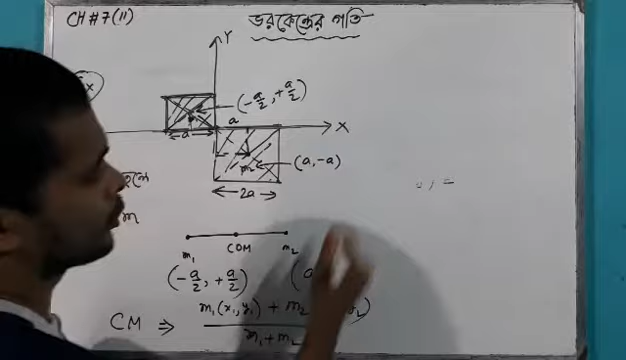 CH#7(11)
ভরকেন্দ্রের গতি
Y
(-a/2, +a/2)
a
a
X
(a, -a)
2a
m
m₁ COM m₂
(-a/2, +a/2) (a
CM ⇒ m₁(x₁, y₁) + m₂
m₁+m₂